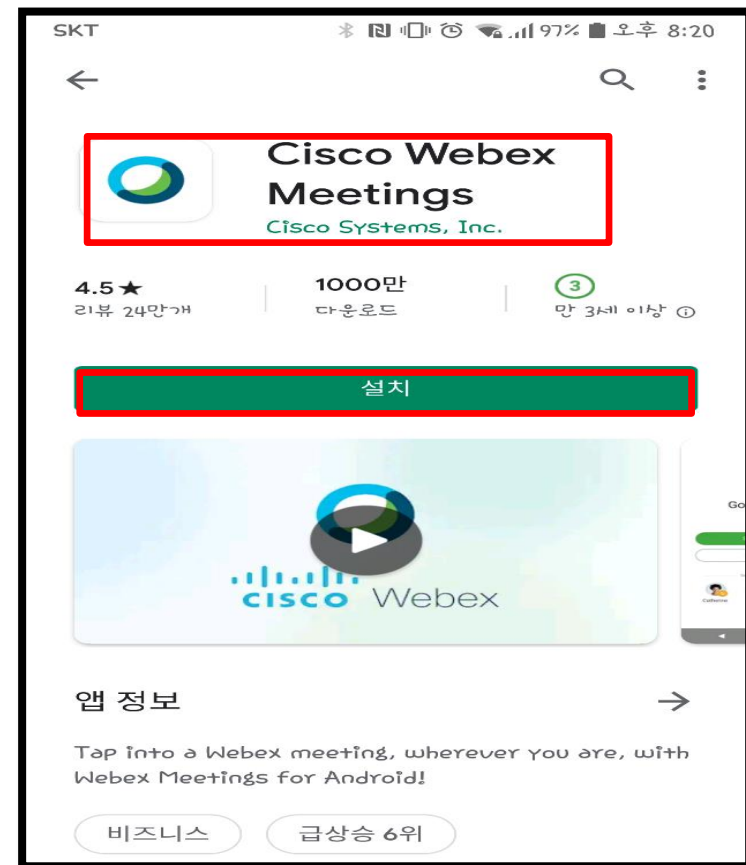 SKT 97% 오후 8:20
Cisco Webex
Meetings
Cisco Systems, Inc.
4.5★ 1000만 3
리뷰 24만개 다운로드 만 3세 이상
설치
CISCO Webex
Go
Catherine
앱 정보
Tap into a Webex meeting, wherever you are, with
Webex Meetings for Android!
비즈니스 급상승 6위